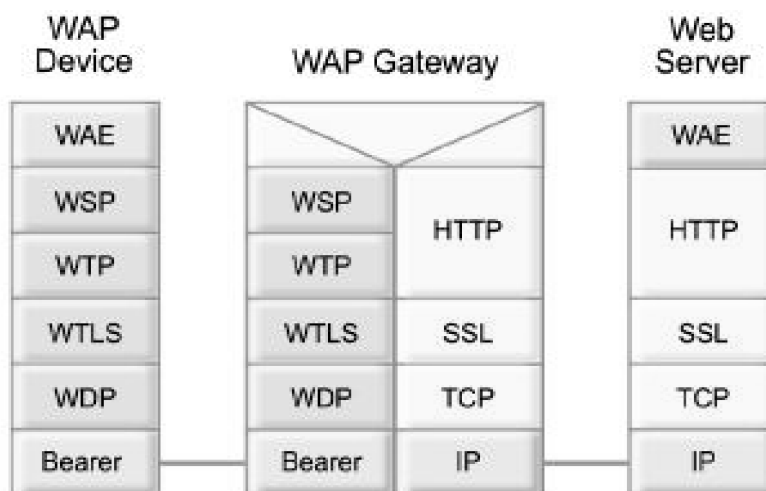 WAP
Device
WAP Gateway
Web
Server
WAE
WAE
WSP
WSP
HTTP
HTTP
WTP
WTP
WTLS
WTLS
SSL
SSL
WDP
WDP
TCP
TCP
Bearer
Bearer
IP
IP